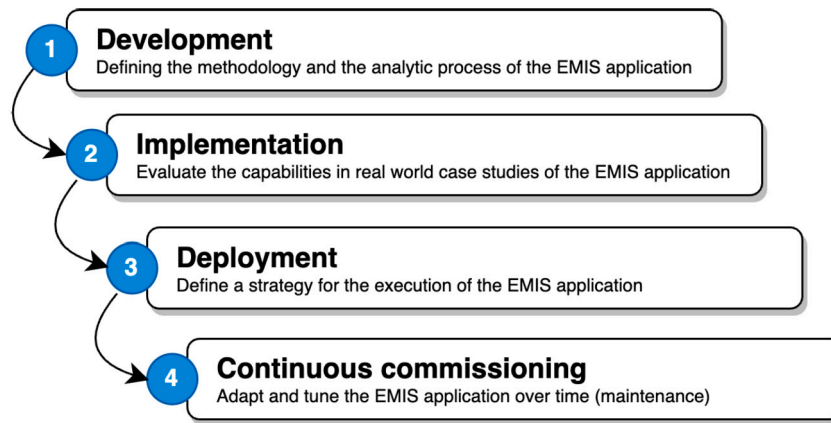 1
Development
Defining the methodology and the analytic process of the EMIS application
2
Implementation
Evaluate the capabilities in real world case studies of the EMIS application
3
Deployment
Define a strategy for the execution of the EMIS application
4
Continuous commissioning
Adapt and tune the EMIS application over time (maintenance)